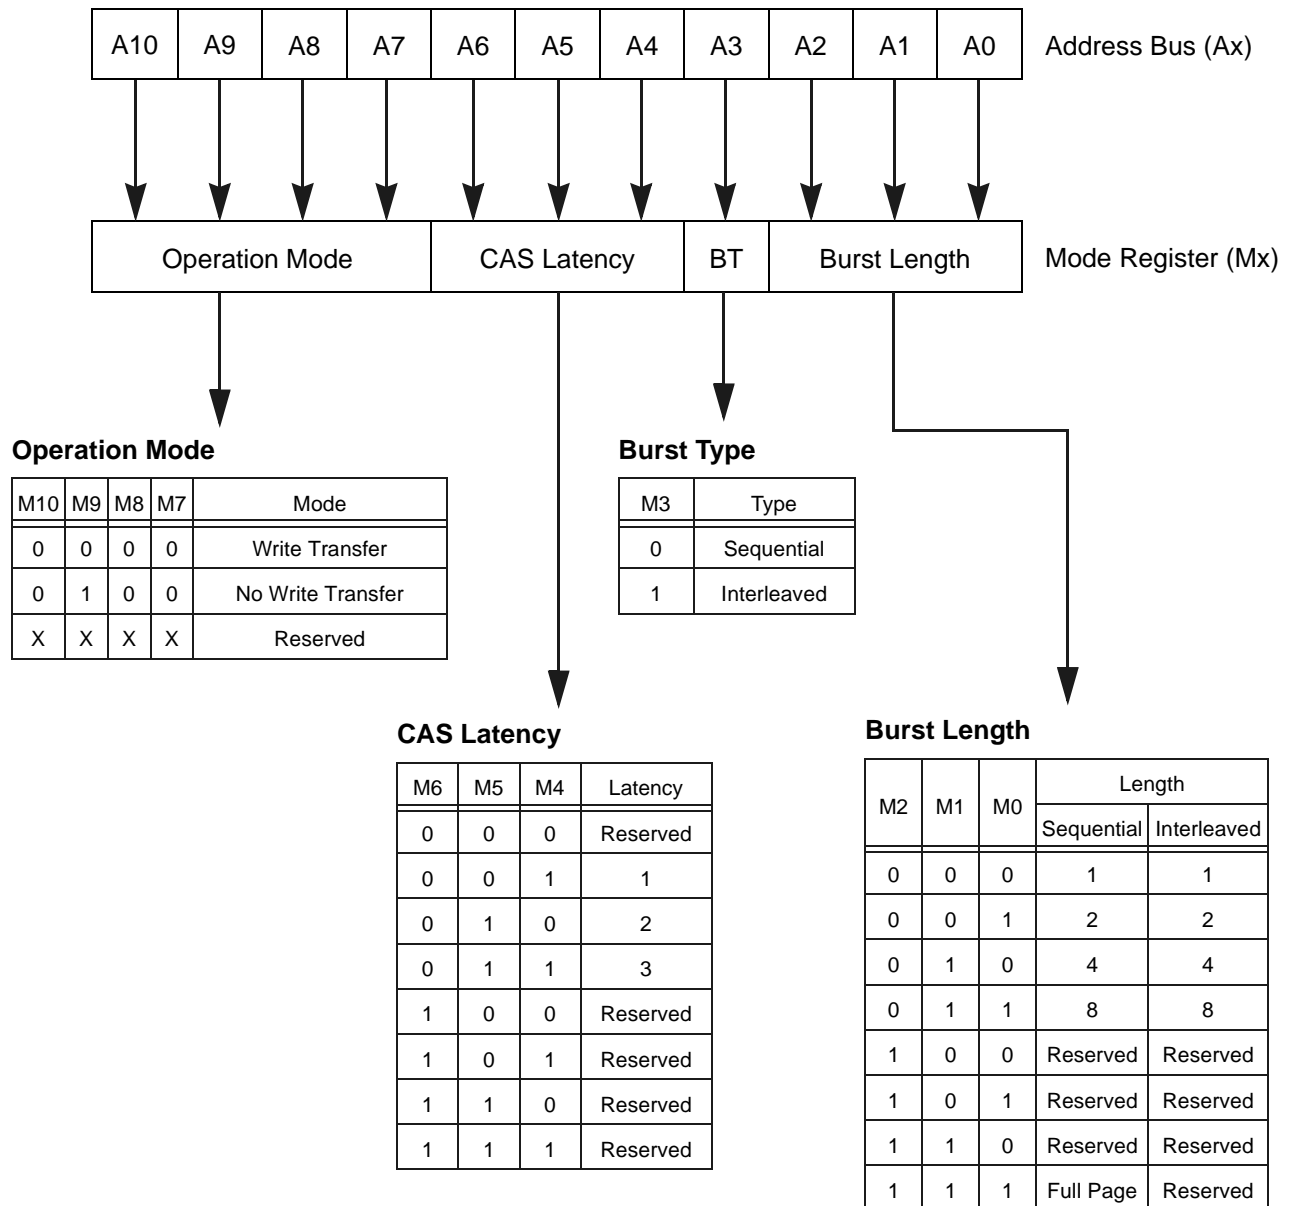 A10 A9 A8 A7 A6 A5 A4 A3 A2 A1 A0 Address Bus (Ax)
Operation Mode CAS Latency BT Burst Length Mode Register (Mx)
Operation Mode
M10 M9 M8 M7 Mode
0 0 0 0 Write Transfer
0 1 0 0 No Write Transfer
X X X X Reserved
Burst Type
M3 Type
0 Sequential
1 Interleaved
CAS Latency
M6 M5 M4 Latency
0 0 0 Reserved
0 0 1 1
0 1 0 2
0 1 1 3
1 0 0 Reserved
1 0 1 Reserved
1 1 0 Reserved
1 1 1 Reserved
Burst Length
M2 M1 M0 Length
Sequential Interleaved
0 0 0 1 1
0 0 1 2 2
0 1 0 4 4
0 1 1 8 8
1 0 0 Reserved Reserved
1 0 1 Reserved Reserved
1 1 0 Reserved Reserved
1 1 1 Full Page Reserved